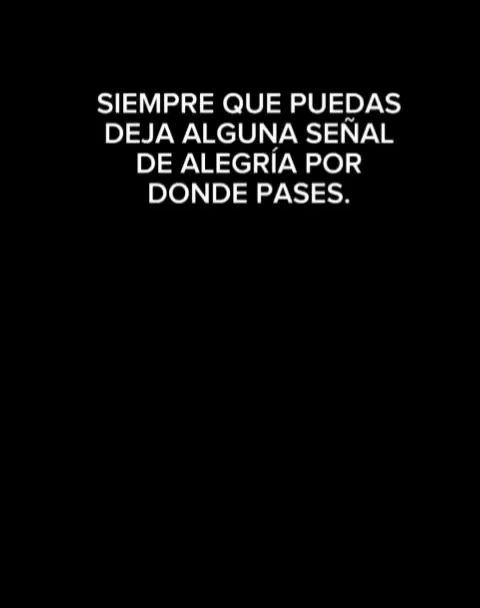 SIEMPRE QUE PUEDAS
DEJA ALGUNA SEÑAL
DE ALEGRÍA POR
DONDE PASES.